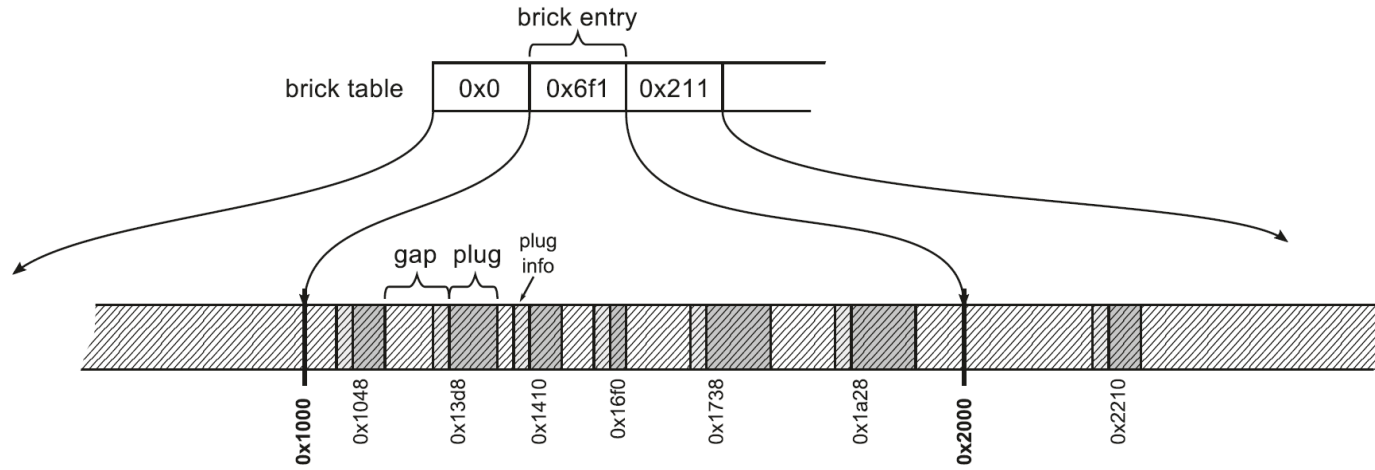 brick entry
brick table
0x0
0x6f1
0x211
gap
plug
plug
info
0x1000
0x1048
0x13d8
0x1410
0x16f0
0x1738
0x1a28
0x2000
0x2210